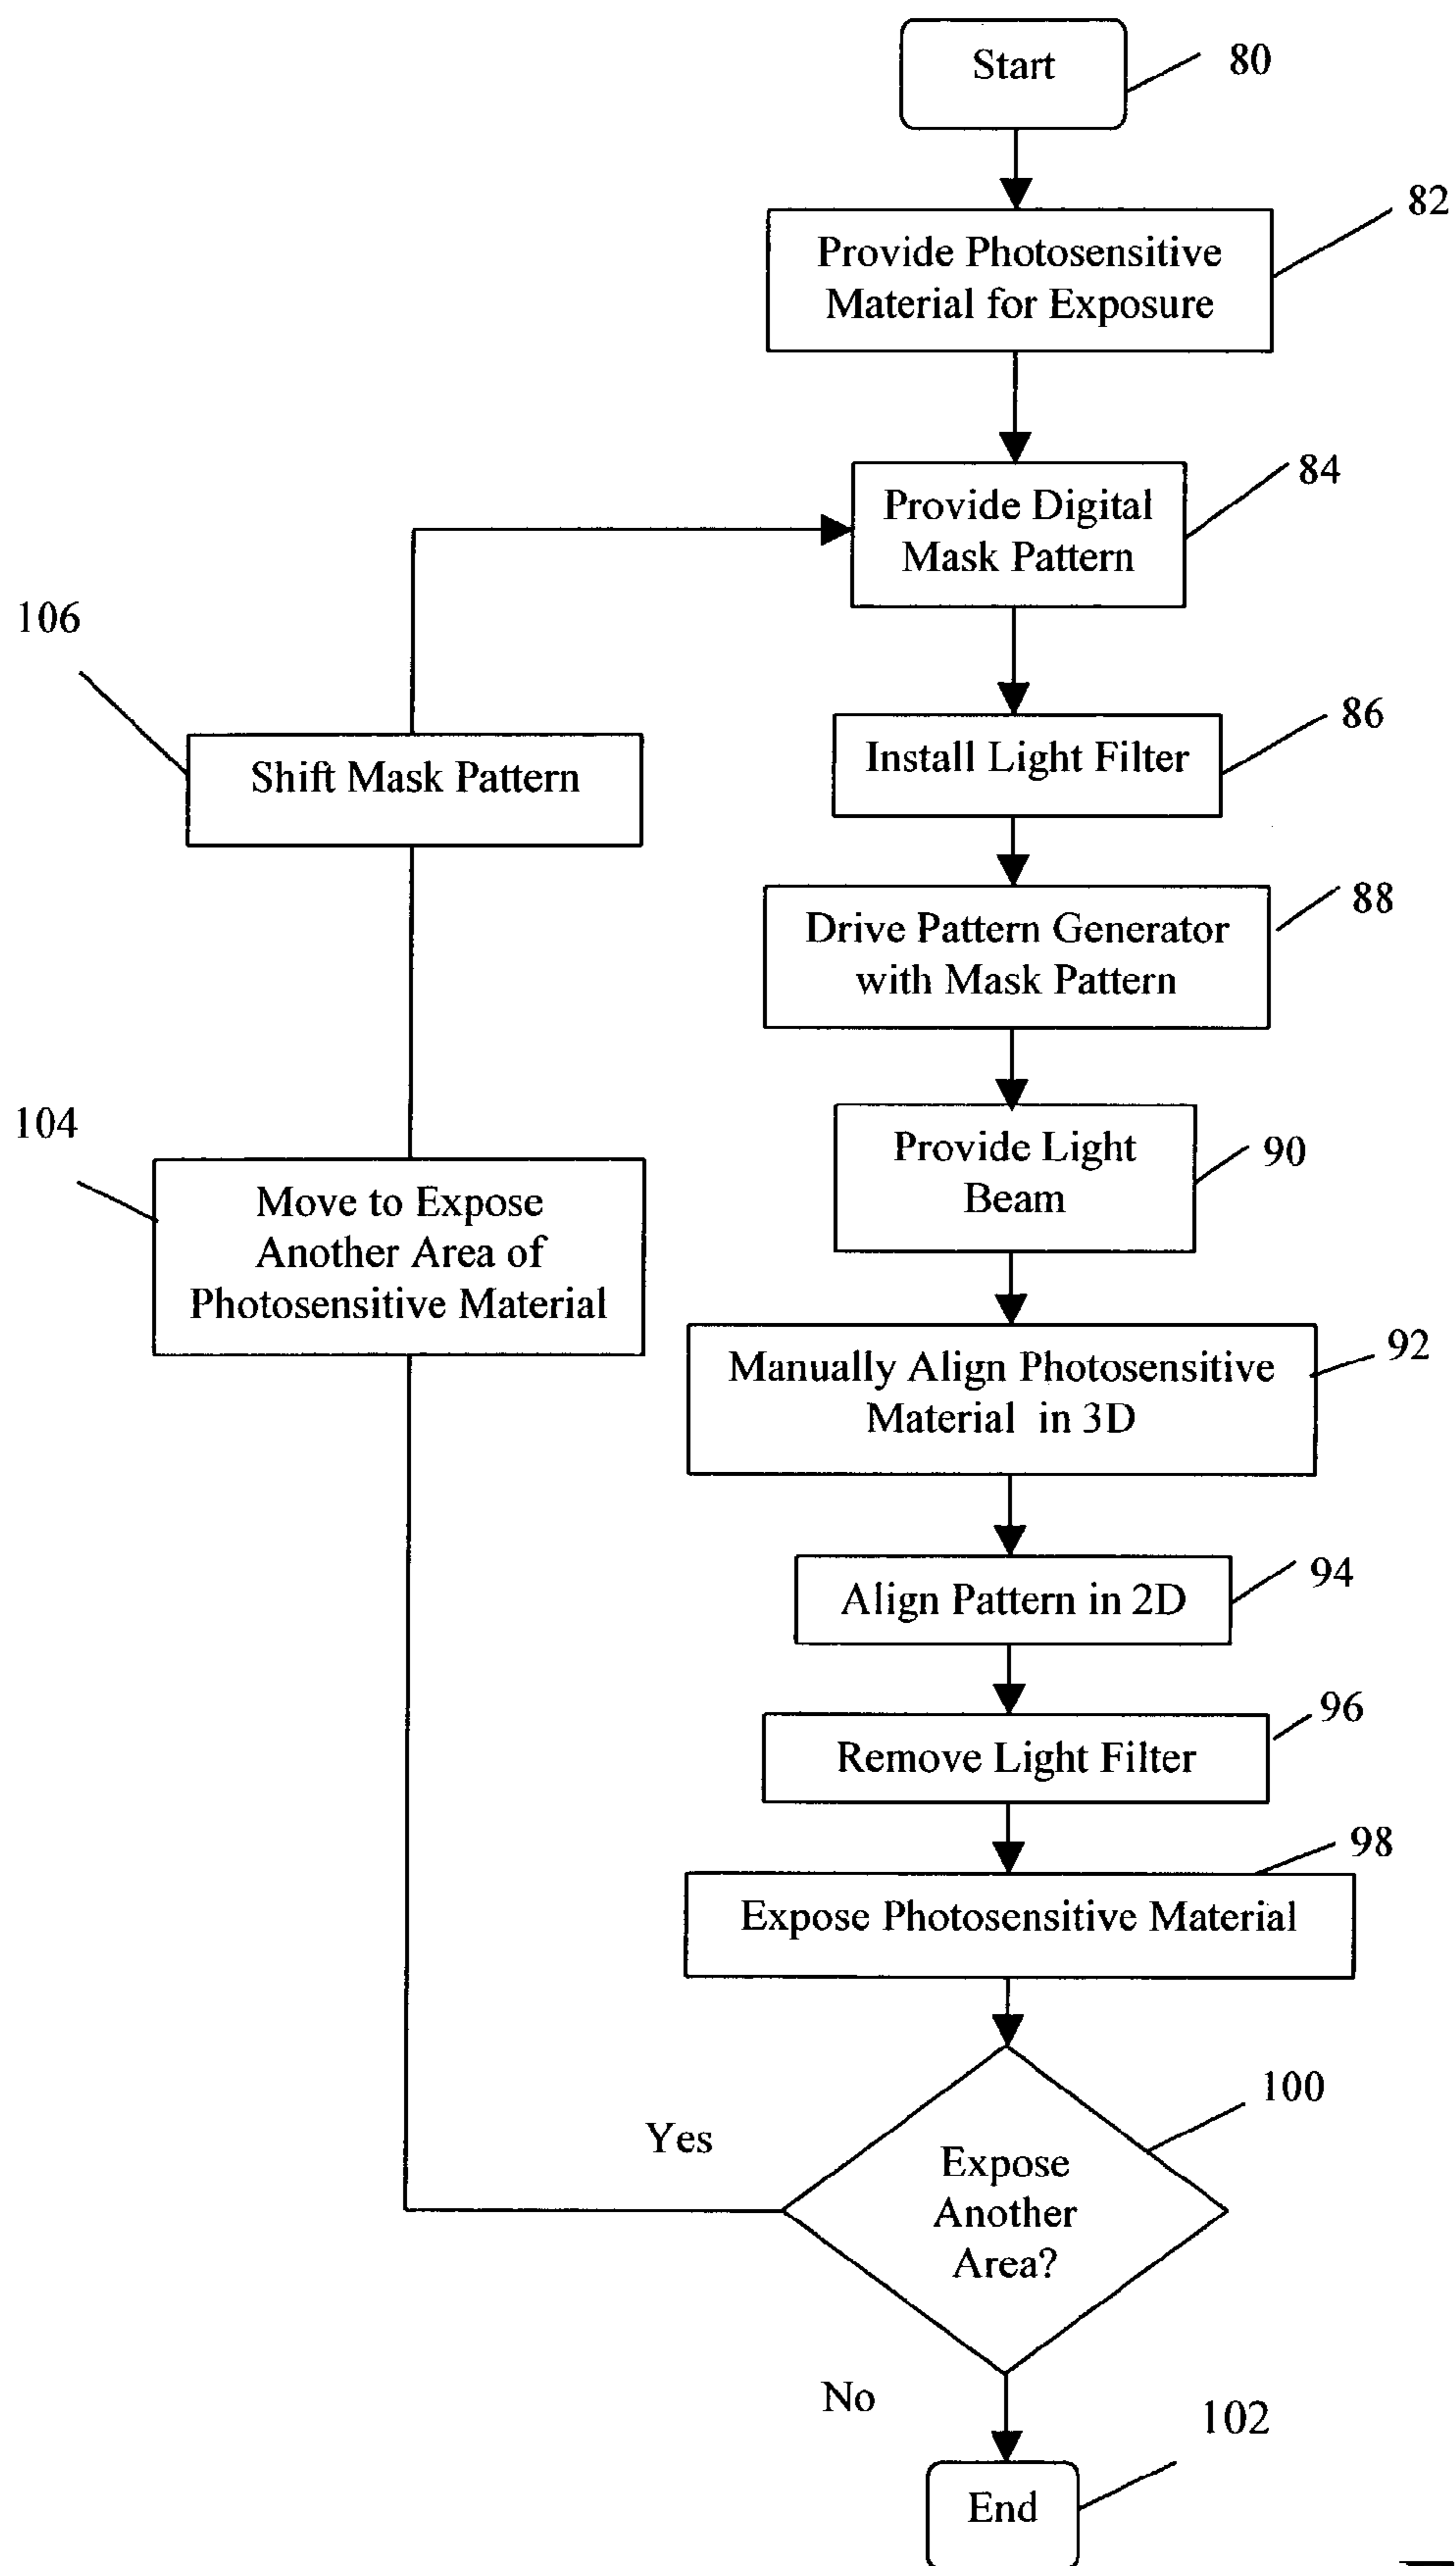 Start
80
Provide Photosensitive
Material for Exposure
82
Provide Digital
Mask Pattern
84
Install Light Filter
86
Drive Pattern Generator
with Mask Pattern
88
Provide Light
Beam
90
Manually Align Photosensitive
Material in 3D
92
Align Pattern in 2D
94
Remove Light Filter
96
Expose Photosensitive Material
98
Expose
Another
Area?
100
Yes
No
End
102
Move to Expose
Another Area of
Photosensitive Material
104
Shift Mask Pattern
106